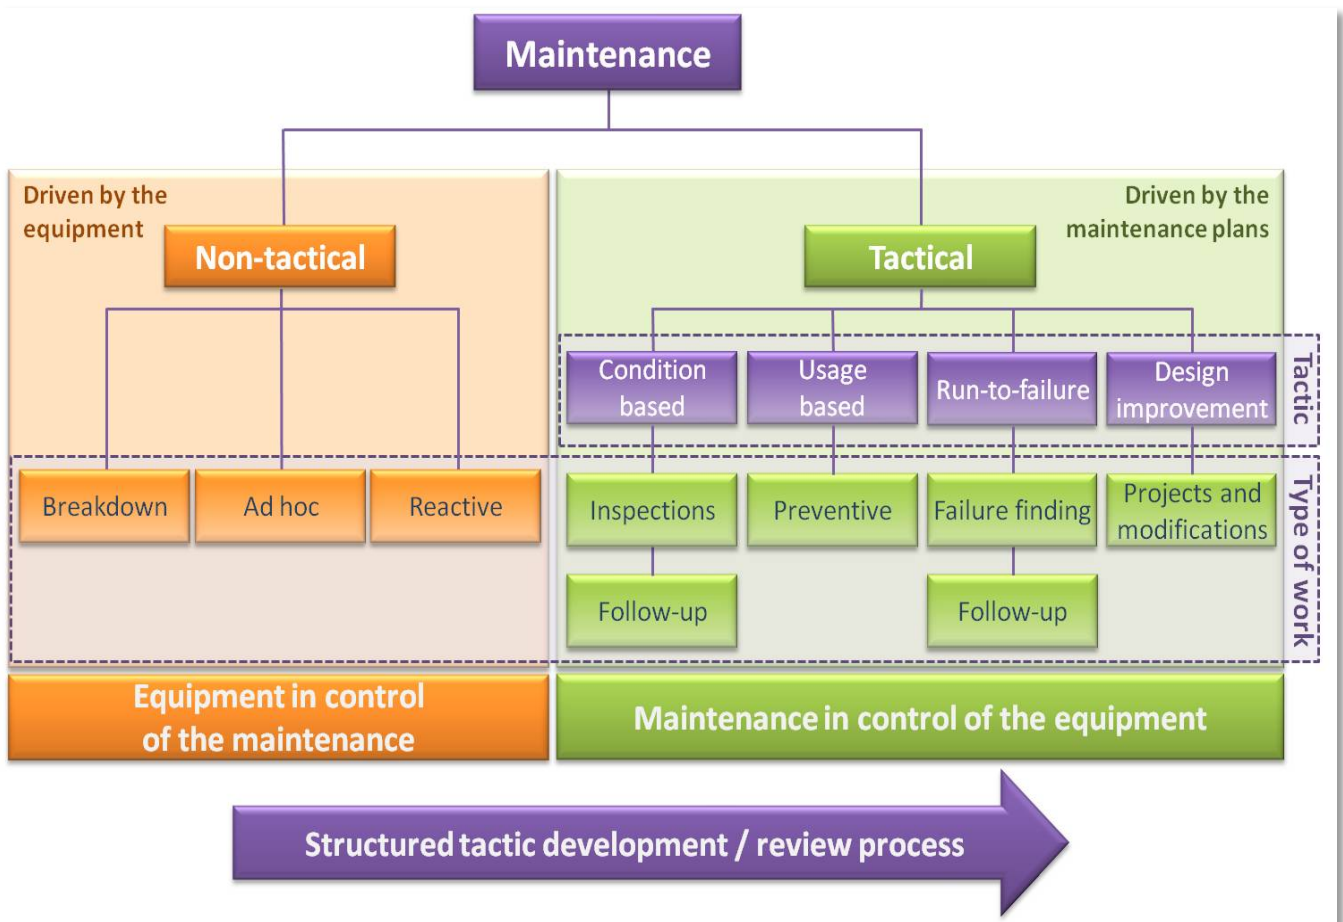 Maintenance
Driven by the
equipment
Driven by the
maintenance plans
Non-tactical
Tactical
Condition
based
Usage
based
Run-to-failure
Design
improvement
Tactic
Breakdown
Ad hoc
Reactive
Inspections
Preventive
Failure finding
Projects and
modifications
Follow-up
Follow-up
Type of work
Equipment in control
of the maintenance
Maintenance in control of the equipment
Structured tactic development / review process